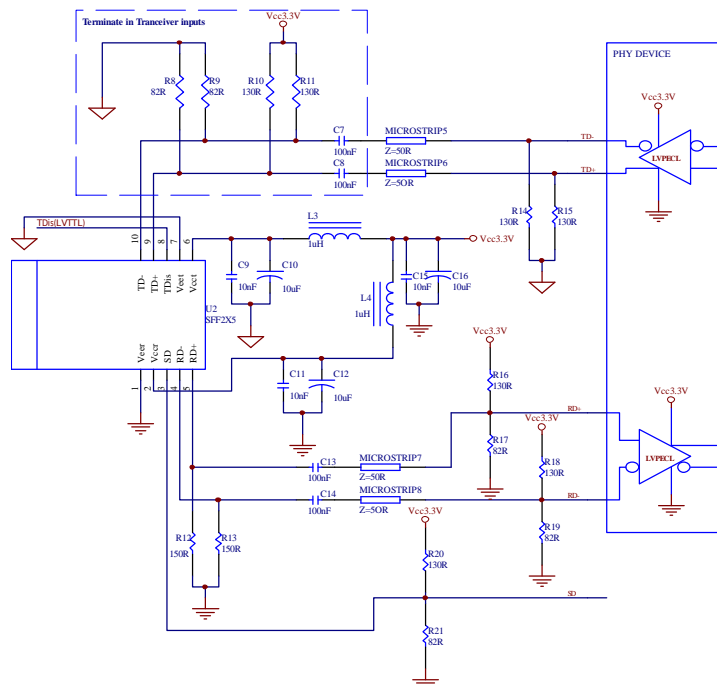 Vcc3.3V
Terminate in Tranceiver inputs
PHY DEVICE
R8
82R
R9
82R
R10
130R
R11
130R
Vcc3.3V
C7
100nF
MICROSTRIP5
Z=50R
TD-
LVPECL
C8
100nF
MICROSTRIP6
Z=5OR
TD+
R14
130R
R15
130R
TDis(LVTTL)
10
9
8
7
6
TD-
TD+
TDis
Veet
Vcct
L3
1uH
Vcc3.3V
C9
10nF
C10
10uF
C15
10nF
C16
10uF
L4
1uH
U2
SFF2X5
Veer
Vccr
SD
RD-
RD+
1
2
3
4
5
C11
10nF
C12
10uF
Vcc3.3V
R16
130R
Vcc3.3V
RD+
Vcc3.3V
R17
82R
R18
130R
LVPECL
C13
100nF
MICROSTRIP7
Z=50R
C14
100nF
MICROSTRIP8
Z=5OR
RD-
Vcc3.3V
R19
82R
R12
150R
R13
150R
R20
130R
SD
R21
82R